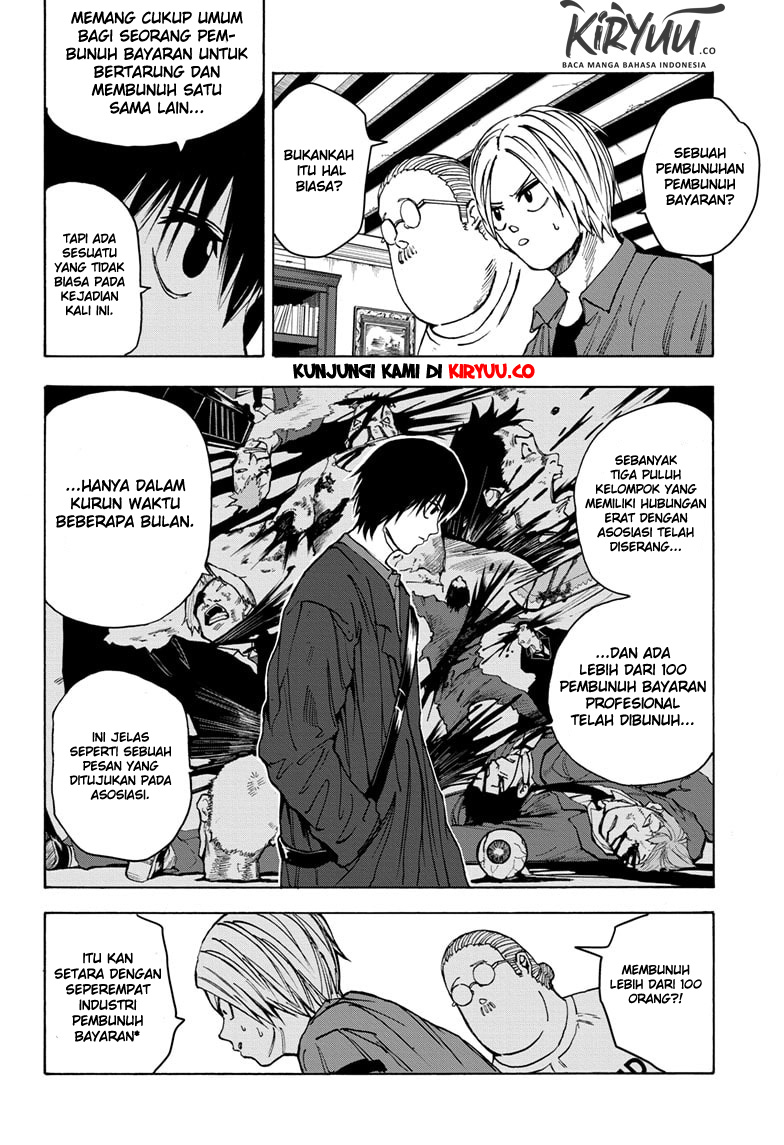 KIRYUU.CO
BACA MANGA BAHASA INDONESIA
SEBUAH
PEMBUNUHAN
PEMBUNUH
BAYARAN?
BUKANKAH
ITU HAL
BIASA?
MEMANG CUKUP UMUM
BAGI SEORANG PEM-
BUNUH BAYARAN UNTUK
BERTARUNG DAN
MEMBUNUH SATU
SAMA LAIN...
TAPI ADA
SESUATU
YANG TIDAK
BIASA PADA
KEJADIAN
KALI INI.
KUNJUNGI KAMI DI KIRYUU.CO
SEBANYAK
TIGA PULUH
KELOMPOK YANG
MEMILIKI HUBUNGAN
ERAT DENGAN
ASOSIASI TELAH
DISERANG...
...DAN ADA
LEBIH DARI 100
PEMBUNUH BAYARAN
PROFESIONAL
TELAH DIBUNUH...
...HANYA DALAM
KURUN WAKTU
BEBERAPA BULAN.
INI JELAS
SEPERTI SEBUAH
PESAN YANG
DITUJUKAN PADA
ASOSIASI.
MEMBUNUH
LEBIH DARI 100
ORANG?!
ITU KAN
SETARA DENGAN
SEPEREMPAT
INDUSTRI
PEMBUNUH
BAYARAN*